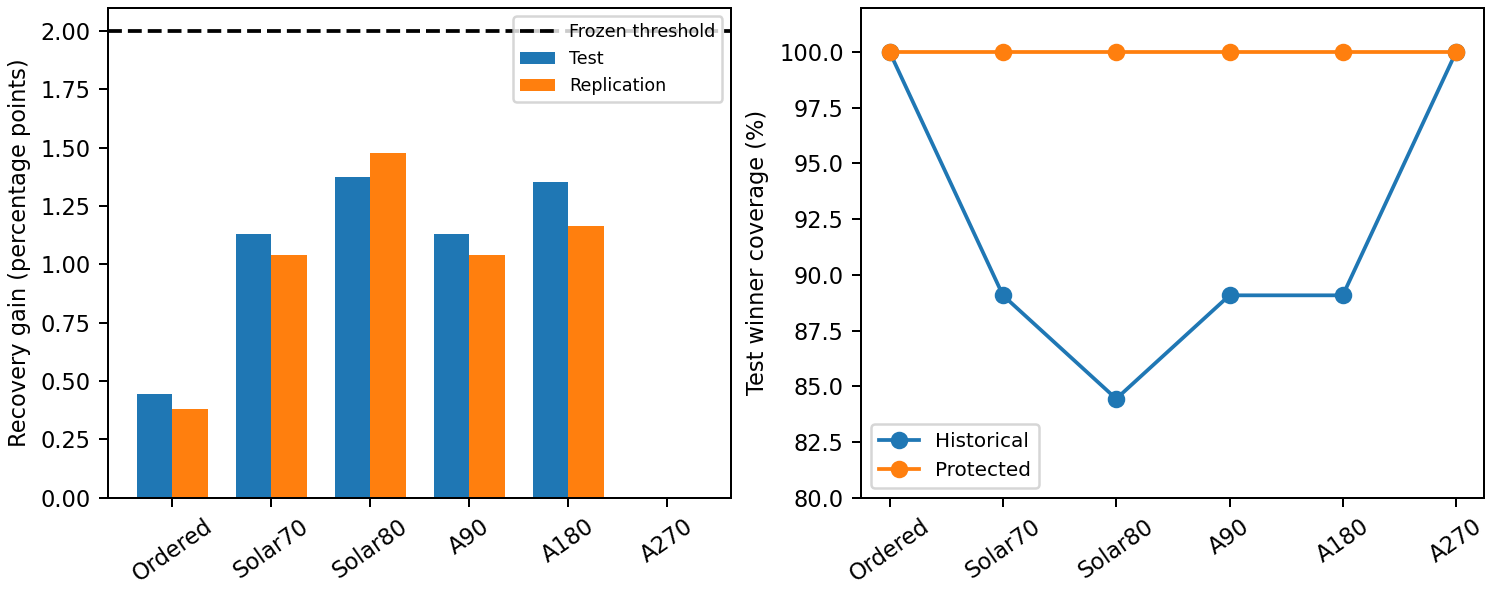 Recovery gain (percentage points)
2.00
1.75
1.50
1.25
1.00
0.75
0.50
0.25
0.00
Frozen threshold
Test
Replication
Ordered
Solar70
Solar80
A90
A180
A270
Test winner coverage (%)
100.0
97.5
95.0
92.5
90.0
87.5
85.0
82.5
80.0
Historical
Protected
Ordered
Solar70
Solar80
A90
A180
A270